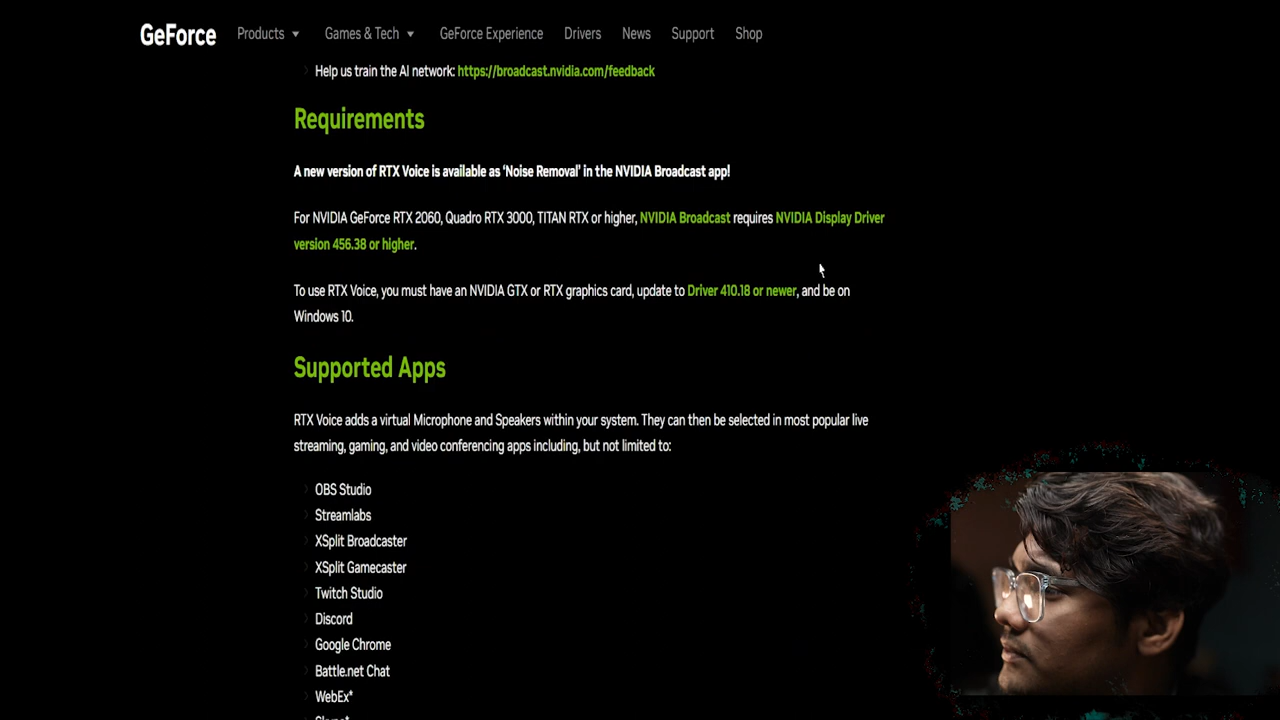 GeForce Products Games & Tech GeForce Experience Drivers News Support Shop
Help us train the AI network: https://broadcast.nvidia.com/feedback
Requirements
A new version of RTX Voice is available as ‘Noise Removal’ in the NVIDIA Broadcast app!
For NVIDIA GeForce RTX 2060, Quadro RTX 3000, TITAN RTX or higher, NVIDIA Broadcast requires NVIDIA Display Driver
version 456.38 or higher.
To use RTX Voice, you must have an NVIDIA GTX or RTX graphics card, update to Driver 410.18 or newer, and be on
Windows 10.
Supported Apps
RTX Voice adds a virtual Microphone and Speakers within your system. They can then be selected in most popular live
streaming, gaming, and video conferencing apps including, but not limited to:
OBS Studio
Streamlabs
XSplit Broadcaster
XSplit Gamecaster
Twitch Studio
Discord
Google Chrome
Battle.net Chat
WebEx*